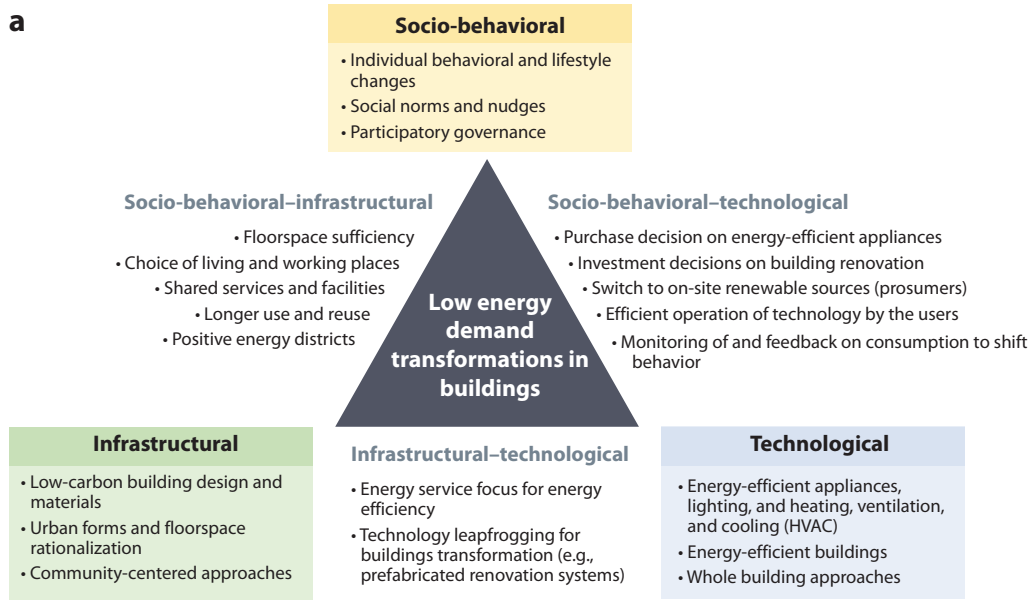 a
Socio-behavioral
• Individual behavioral and lifestyle
changes
• Social norms and nudges
• Participatory governance
Socio-behavioral–infrastructural
• Floorspace sufficiency
• Choice of living and working places
• Shared services and facilities
• Longer use and reuse
• Positive energy districts
Socio-behavioral–technological
• Purchase decision on energy-efficient appliances
• Investment decisions on building renovation
• Switch to on-site renewable sources (prosumers)
• Efficient operation of technology by the users
• Monitoring of and feedback on consumption to shift
behavior
Low energy
demand
transformations in
buildings
Infrastructural
• Low-carbon building design and
materials
• Urban forms and floorspace
rationalization
• Community-centered approaches
Infrastructural–technological
• Energy service focus for energy
efficiency
• Technology leapfrogging for
buildings transformation (e.g.,
prefabricated renovation systems)
Technological
• Energy-efficient appliances,
lighting, and heating, ventilation,
and cooling (HVAC)
• Energy-efficient buildings
• Whole building approaches